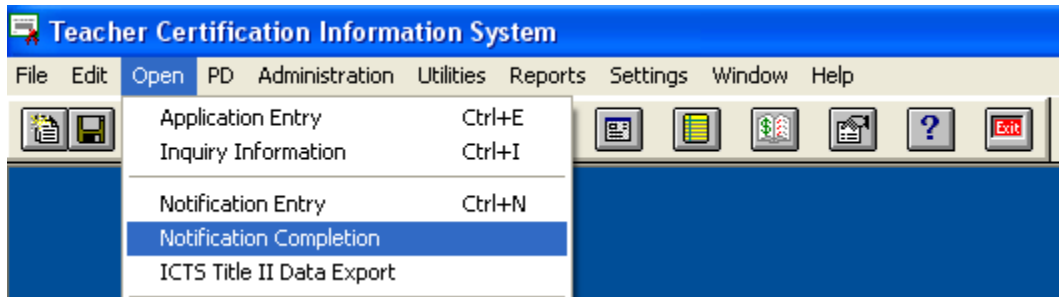 Teacher Certification Information System
File Edit Open PD Administration Utilities Reports Settings Window Help
Exit
Application Entry Ctrl+E
Inquiry Information Ctrl+I
Notification Entry Ctrl+N
Notification Completion
ICTS Title II Data Export